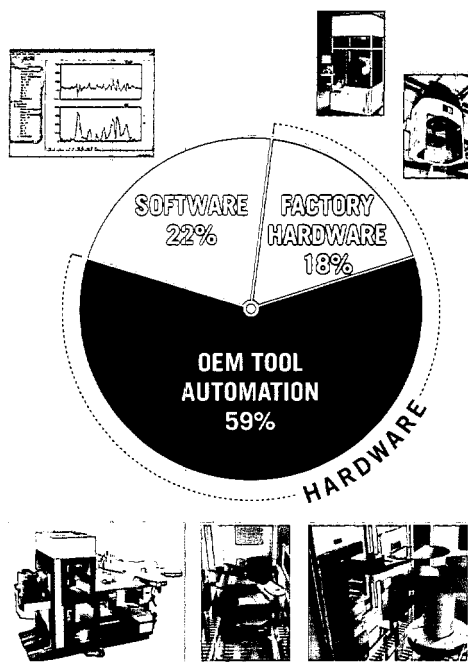 SOFTWARE
22%
FACTORY
HARDWARE
18%
OEM TOOL
AUTOMATION
59%
HARDWARE